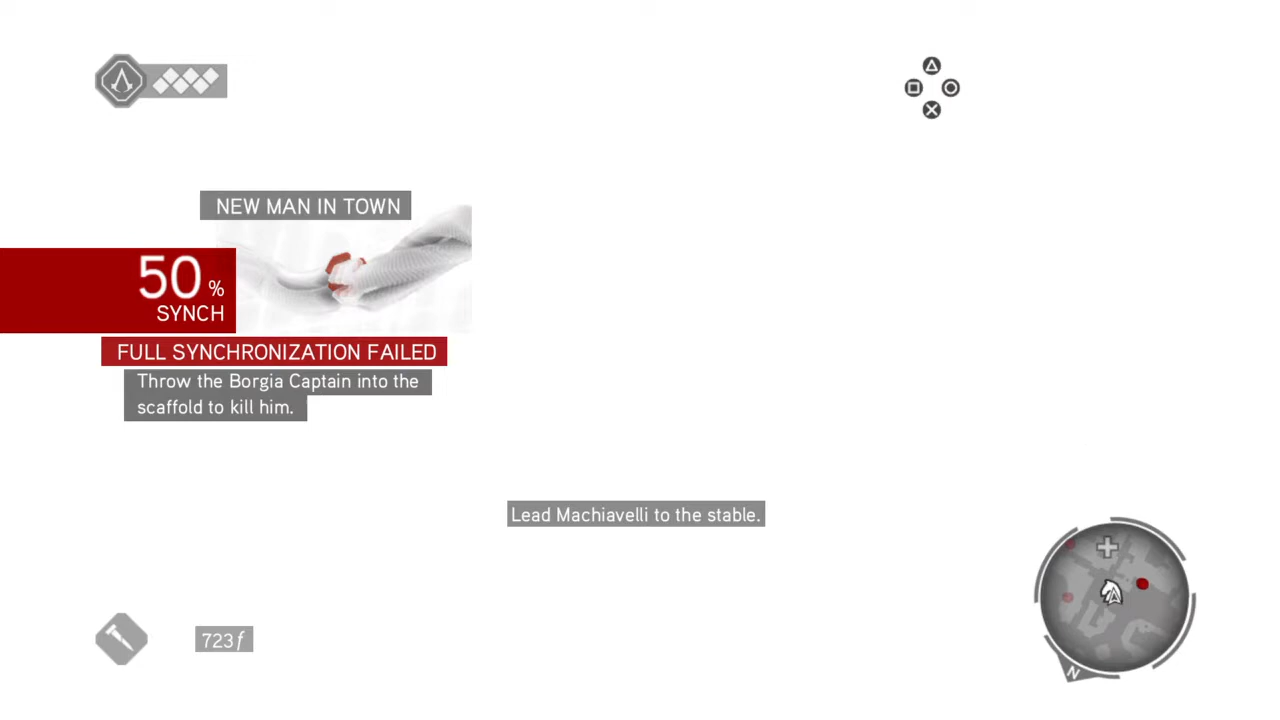 NEW MAN IN TOWN
50 %
SYNCH
FULL SYNCHRONIZATION FAILED
Throw the Borgia Captain into the
scaffold to kill him.
Lead Machiavelli to the stable.
723 ƒ
N